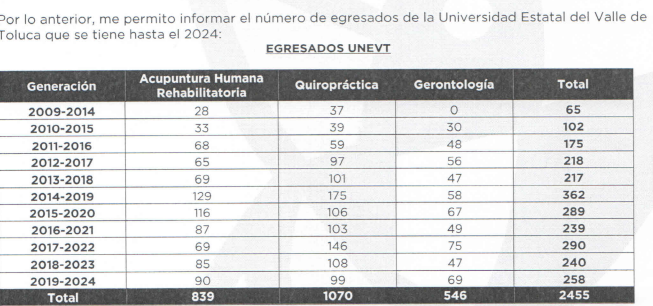 Por lo anterior, me permito informar el número de egresados de la Universidad Estatal del Valle de
Toluca que se tiene hasta el 2024:
EGRESADOS UNEVT
Generación Acupuntura Humana Rehabilitatoria Quiropráctica Gerontología Total
2009-2014 28 37 0 65
2010-2015 33 39 30 102
2011-2016 68 59 48 175
2012-2017 65 97 56 218
2013-2018 69 101 47 217
2014-2019 129 175 58 362
2015-2020 116 106 67 289
2016-2021 87 103 49 239
2017-2022 69 146 75 290
2018-2023 85 108 47 240
2019-2024 90 99 69 258
Total 839 1070 546 2455